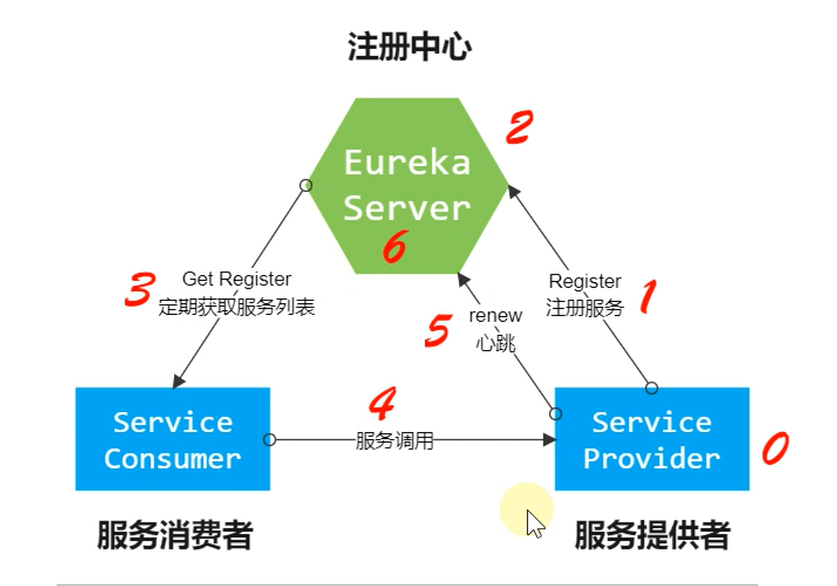 注册中心
2
Eureka
Server
6
3
Get Register
定期获取服务列表
5
renew
心跳
Register
注册服务
1
4
服务调用
Service
Consumer
Service
Provider
0
服务消费者
服务提供者